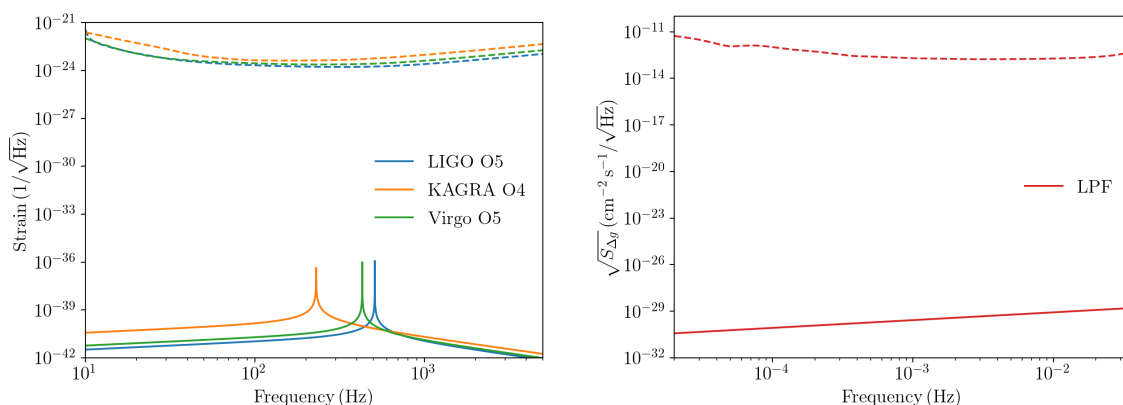 10^{-21}
10^{-24}
10^{-27}
10^{-30}
10^{-33}
10^{-36}
10^{-39}
10^{-42}
Strain (1/√Hz)
LIGO O5
KAGRA O4
Virgo O5
10^{1} 10^{2} 10^{3}
Frequency (Hz)
10^{-11}
10^{-14}
10^{-17}
10^{-20}
10^{-23}
10^{-26}
10^{-29}
10^{-32}
√S_{Δg} (cm^{-2} s^{-1}/√Hz)
LPF
10^{-4} 10^{-3} 10^{-2}
Frequency (Hz)